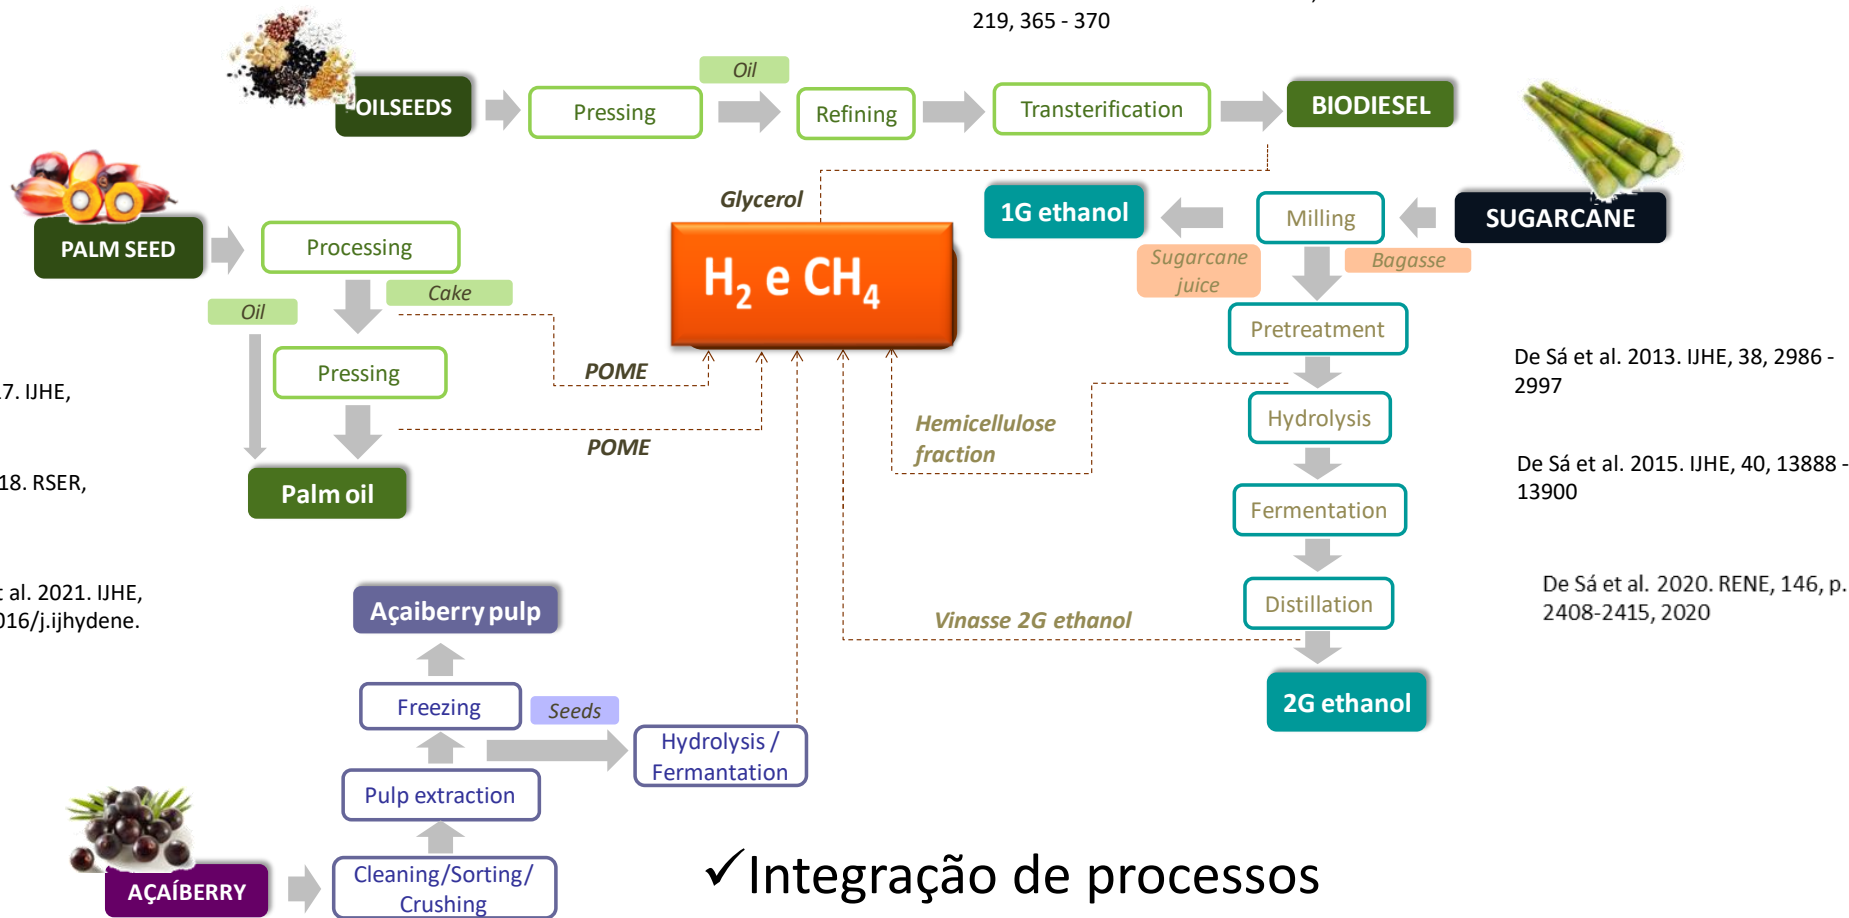 219, 365 - 370
Oil
OILSEEDS
Pressing
Refining
Transterification
BIODIESEL
Glycerol
1G ethanol
Milling
SUGARCANE
PALM SEED
Processing
Sugarcane
juice
Bagasse
H₂ e CH₄
Cake
Oil
Pretreatment
Pressing
POME
De Sá et al. 2013. IJHE, 38, 2986 -
2997
7. IJHE,
Hemicellulose
fraction
Hydrolysis
POME
De Sá et al. 2015. IJHE, 40, 13888 -
13900
18. RSER,
Palm oil
Fermentation
et al. 2021. IJHE,
016/j.ijhydene.
Açaiberry pulp
Vinasse 2G ethanol
Distillation
De Sá et al. 2020. RENE, 146, p.
2408-2415, 2020
Freezing
Seeds
2G ethanol
Hydrolysis /
Fermantation
Pulp extraction
AÇAÍBERRY
Cleaning/Sorting/
Crushing
✓Integração de processos